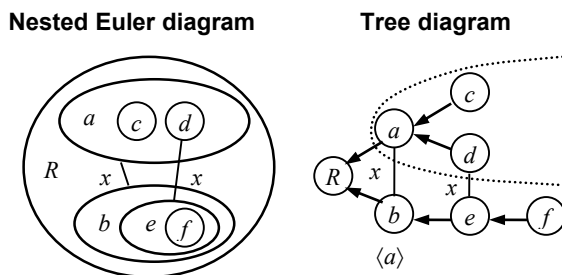 Nested Euler diagram
Tree diagram
a c d
R x x
b e f
c
a
d
R x x
b e f
⟨a⟩